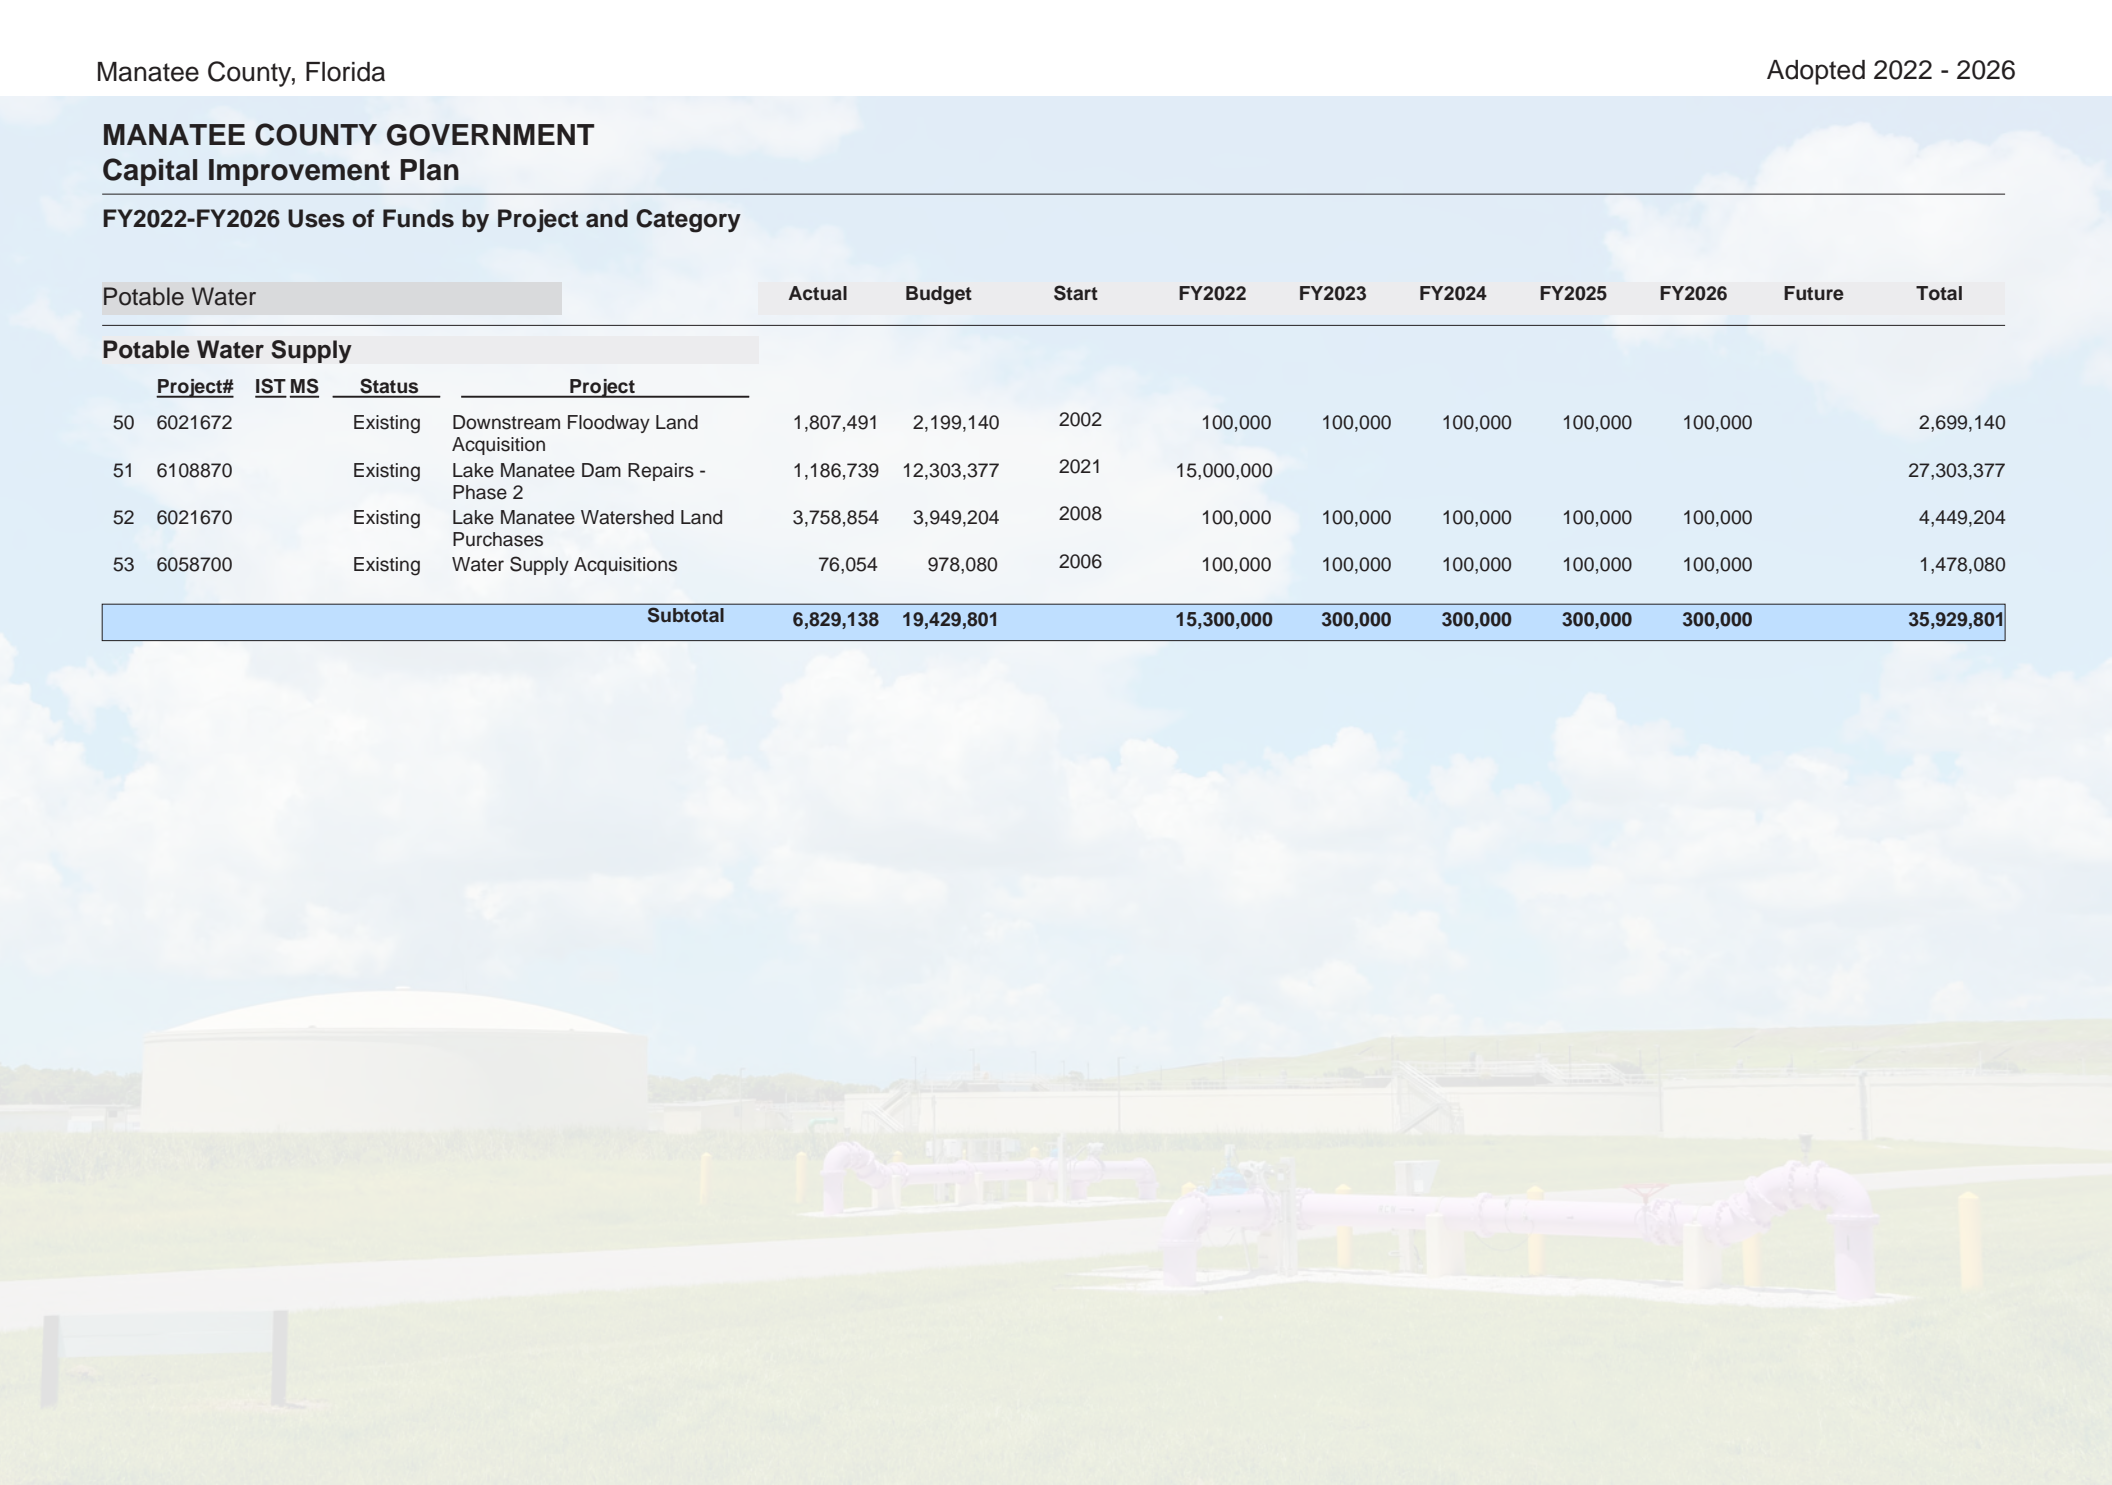 Manatee County, Florida
Adopted 2022 - 2026
MANATEE COUNTY GOVERNMENT
Capital Improvement Plan
FY2022-FY2026 Uses of Funds by Project and Category
Potable Water Actual Budget Start FY2022 FY2023 FY2024 FY2025 FY2026 Future Total
Potable Water Supply
Project# IST MS Status Project
50 6021672 Existing Downstream Floodway Land 1,807,491 2,199,140 2002 100,000 100,000 100,000 100,000 100,000 2,699,140
Acquisition
51 6108870 Existing Lake Manatee Dam Repairs - 1,186,739 12,303,377 2021 15,000,000 27,303,377
Phase 2
52 6021670 Existing Lake Manatee Watershed Land 3,758,854 3,949,204 2008 100,000 100,000 100,000 100,000 100,000 4,449,204
Purchases
53 6058700 Existing Water Supply Acquisitions 76,054 978,080 2006 100,000 100,000 100,000 100,000 100,000 1,478,080
Subtotal 6,829,138 19,429,801 15,300,000 300,000 300,000 300,000 300,000 35,929,801